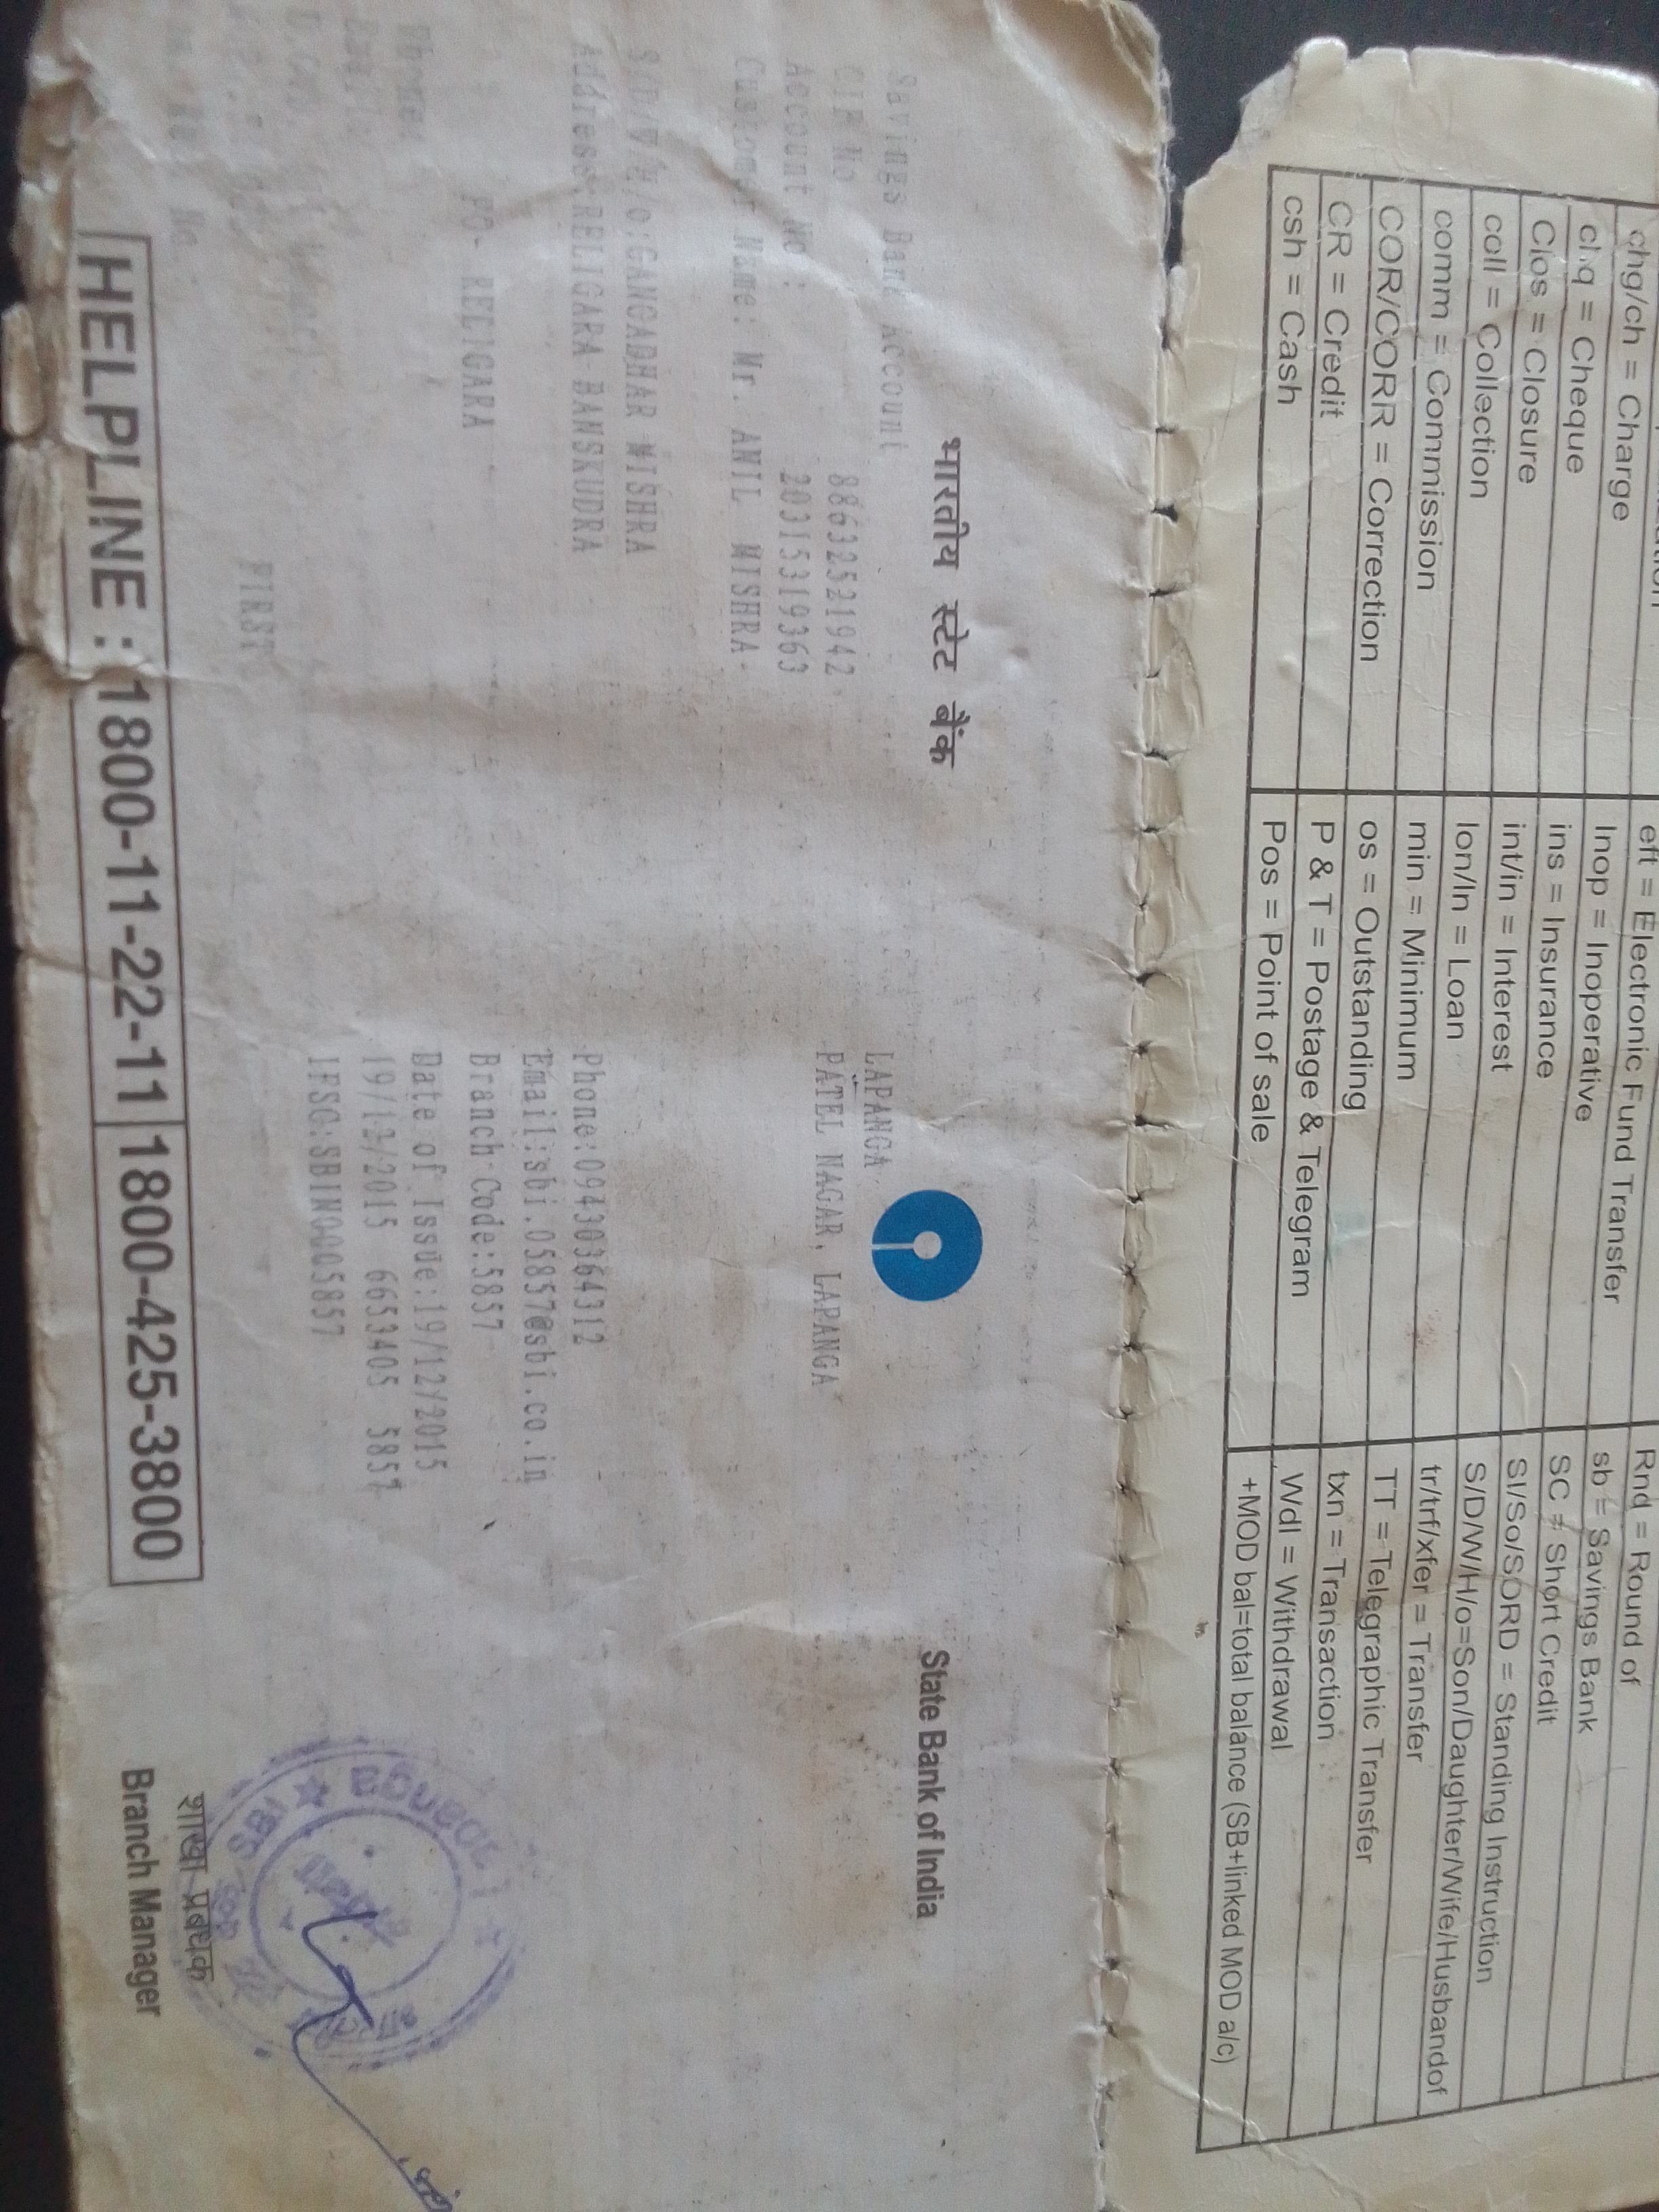 chg/ch = Charge
eft = Electronic Fund Transfer
Rnd = Round of
chq = Cheque
Inop = Inoperative
sb = Savings Bank
Clos = Closure
ins = Insurance
SC = Short Credit
coll = Collection
int/in = Interest
SI/So/SORD = Standing Instruction
comm = Commission
lon/ln = Loan
S/D/W/H/o=Son/Daughter/Wife/Husbandof
COR/CORR = Correction
min = Minimum
tr/trf/xfer = Transfer
CR = Credit
os = Outstanding
TT = Telegraphic Transfer
csh = Cash
P & T = Postage & Telegram
txn = Transaction
Pos = Point of sale
Wdl = Withdrawal
+MOD bal=total balance (SB+linked MOD a/c)
भारतीय स्टेट बैंक
State Bank of India
Savings Bank Account
CIF No 88632521942
Account No : 20315319363
Customer Name: Mr. ANIL MISHRA
S/D/W/H/o:GANGADHAR MISHRA
Address:RELIGARA BANSKUDRA
PO- RELIGARA
Phone:
FIRST
LAPANGA
PATEL NAGAR, LAPANGA
Phone:09430364312
Email:sbi.05857@sbi.co.in
Branch Code:5857
Date of Issue:19/12/2015
19/12/2015 6653405 5857
IFSC:SBIN0005857
SBI
शाखा प्रबंधक
Branch Manager
HELPLINE : 1800-11-22-11 1800-425-3800